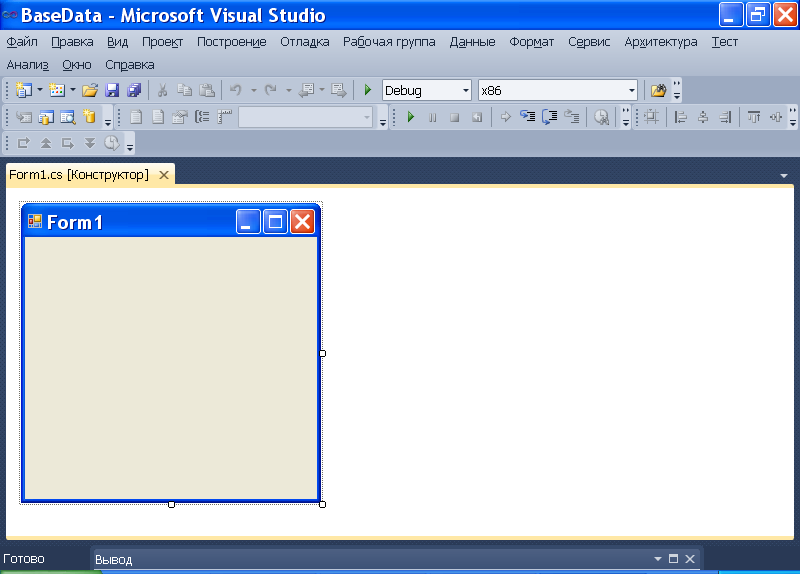 BaseData - Microsoft Visual Studio
Файл Правка Вид Проект Построение Отладка Рабочая группа Данные Формат Сервис Архитектура Тест
Анализ Окно Справка
Debug x86
Form1.cs [Конструктор]
Form1
Готово Вывод